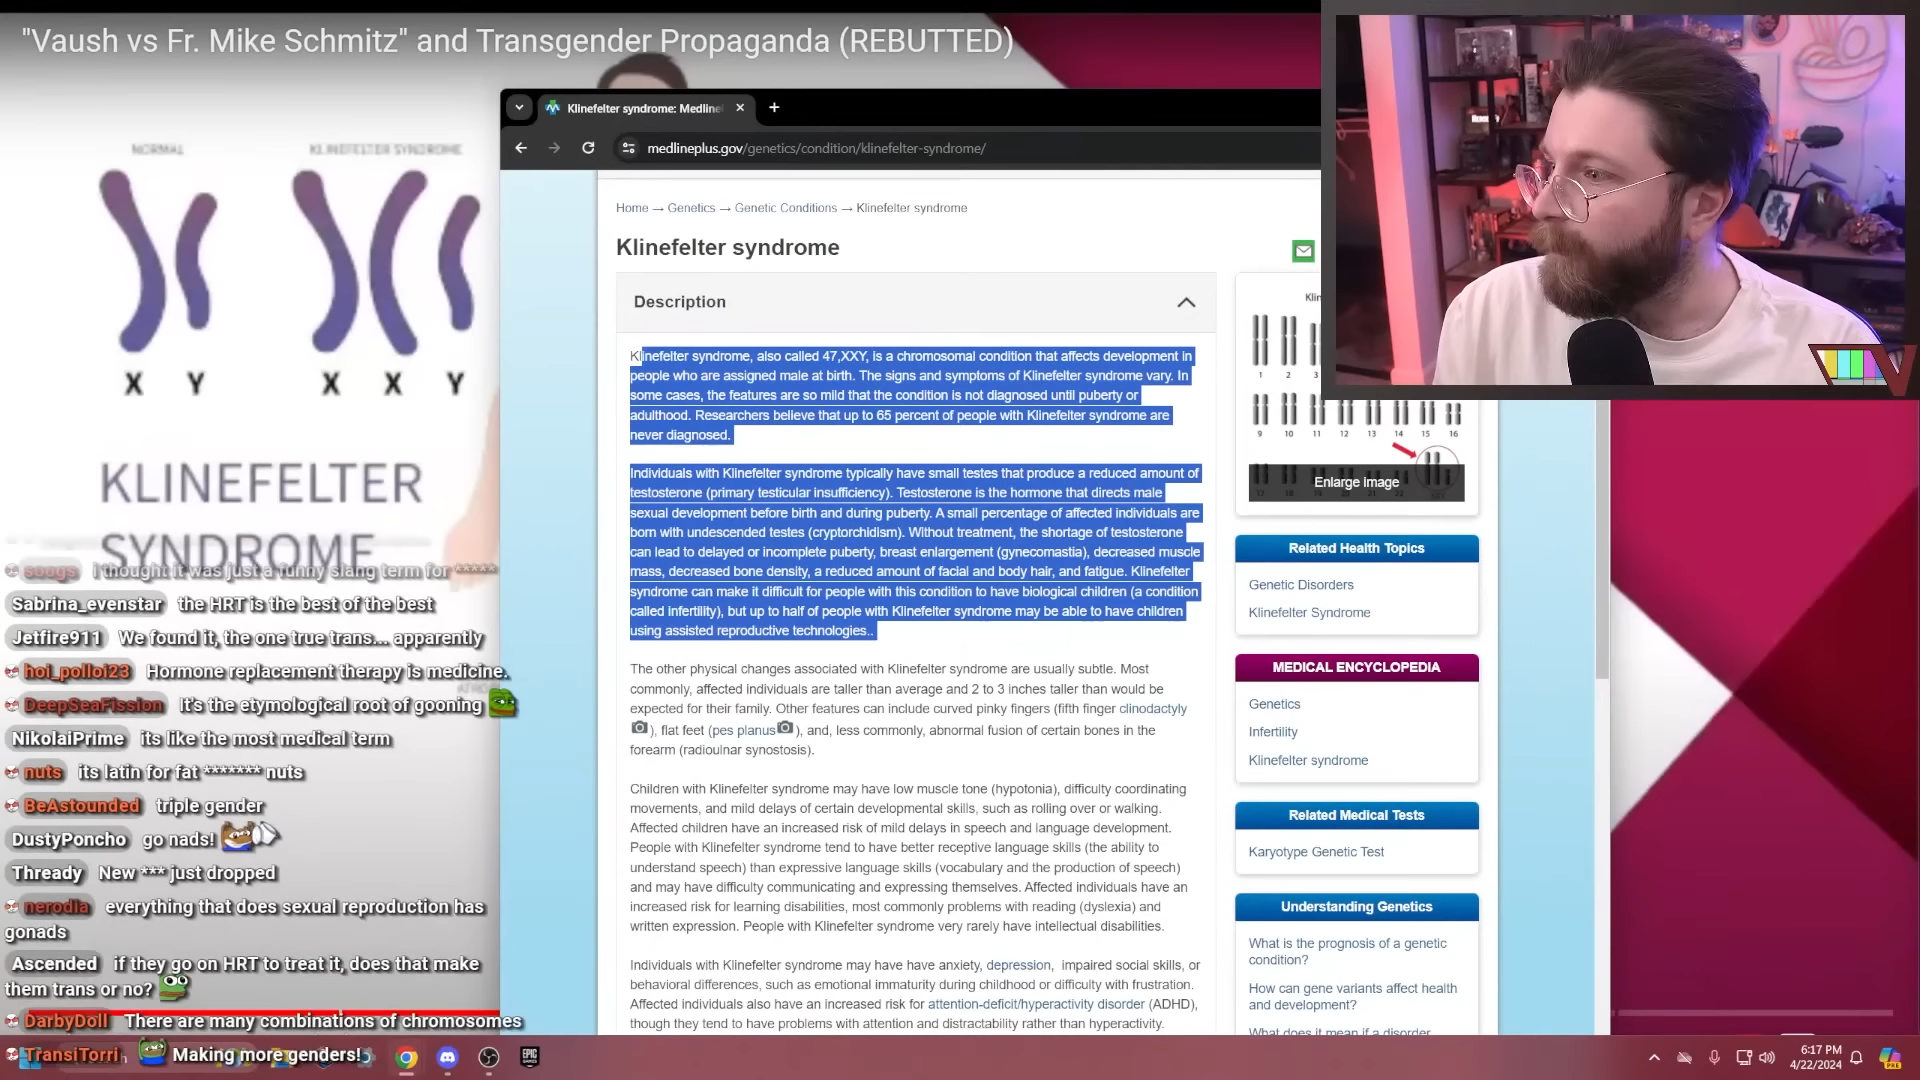 "Vaush vs Fr. Mike Schmitz" and Transgender Propaganda (REBUTTED)
NORMAL
KLINEFELTER SYNDROME
X Y
X X Y
KLINEFELTER
SYNDROME
Klinefelter syndrome: Medline
medlineplus.gov/genetics/condition/klinefelter-syndrome/
Home → Genetics → Genetic Conditions → Klinefelter syndrome
Klinefelter syndrome
Description
Klinefelter syndrome, also called 47,XXY, is a chromosomal condition that affects development in
people who are assigned male at birth. The signs and symptoms of Klinefelter syndrome vary. In
some cases, the features are so mild that the condition is not diagnosed until puberty or
adulthood. Researchers believe that up to 65 percent of people with Klinefelter syndrome are
never diagnosed.
Individuals with Klinefelter syndrome typically have small testes that produce a reduced amount of
testosterone (primary testicular insufficiency). Testosterone is the hormone that directs male
sexual development before birth and during puberty. A small percentage of affected individuals are
born with undescended testes (cryptorchidism). Without treatment, the shortage of testosterone
can lead to delayed or incomplete puberty, breast enlargement (gynecomastia), decreased muscle
mass, decreased bone density, a reduced amount of facial and body hair, and fatigue. Klinefelter
syndrome can make it difficult for people with this condition to have biological children (a condition
called infertility), but up to half of people with Klinefelter syndrome may be able to have children
using assisted reproductive technologies..
The other physical changes associated with Klinefelter syndrome are usually subtle. Most
commonly, affected individuals are taller than average and 2 to 3 inches taller than would be
expected for their family. Other features can include curved pinky fingers (fifth finger clinodactyly
), flat feet (pes planus ), and, less commonly, abnormal fusion of certain bones in the
forearm (radioulnar synostosis).
Children with Klinefelter syndrome may have low muscle tone (hypotonia), difficulty coordinating
movements, and mild delays of certain developmental skills, such as rolling over or walking.
Affected children have an increased risk of mild delays in speech and language development.
People with Klinefelter syndrome tend to have better receptive language skills (the ability to
understand speech) than expressive language skills (vocabulary and the production of speech)
and may have difficulty communicating and expressing themselves. Affected individuals have an
increased risk for learning disabilities, most commonly problems with reading (dyslexia) and
written expression. People with Klinefelter syndrome very rarely have intellectual disabilities.
Individuals with Klinefelter syndrome may have have anxiety, depression, impaired social skills, or
behavioral differences, such as emotional immaturity during childhood or difficulty with frustration.
Affected individuals also have an increased risk for attention-deficit/hyperactivity disorder (ADHD),
though they tend to have problems with attention and distractability rather than hyperactivity.
Klin
1 2 3
9 10 11 12 13 14 15 16
Enlarge image
Related Health Topics
Genetic Disorders
Klinefelter Syndrome
MEDICAL ENCYCLOPEDIA
Genetics
Infertility
Klinefelter syndrome
Related Medical Tests
Karyotype Genetic Test
Understanding Genetics
What is the prognosis of a genetic
condition?
How can gene variants affect health
and development?
What does it mean if a disorder
soogs i thought it was just a funny slang term for *****
Sabrina_evenstar the HRT is the best of the best
Jetfire911 We found it, the one true trans... apparently
hoi_polloi23 Hormone replacement therapy is medicine.
DeepSeaFission It's the etymological root of gooning
NikolaiPrime its like the most medical term
nuts its latin for fat ******* nuts
BeAstounded triple gender
DustyPoncho go nads!
Thready New *** just dropped
nerodia everything that does sexual reproduction has
gonads
Ascended if they go on HRT to treat it, does that make
them trans or no?
DarbyDoll There are many combinations of chromosomes
TransiTorri Making more genders!
EPIC
GAMES
6:17 PM
4/22/2024